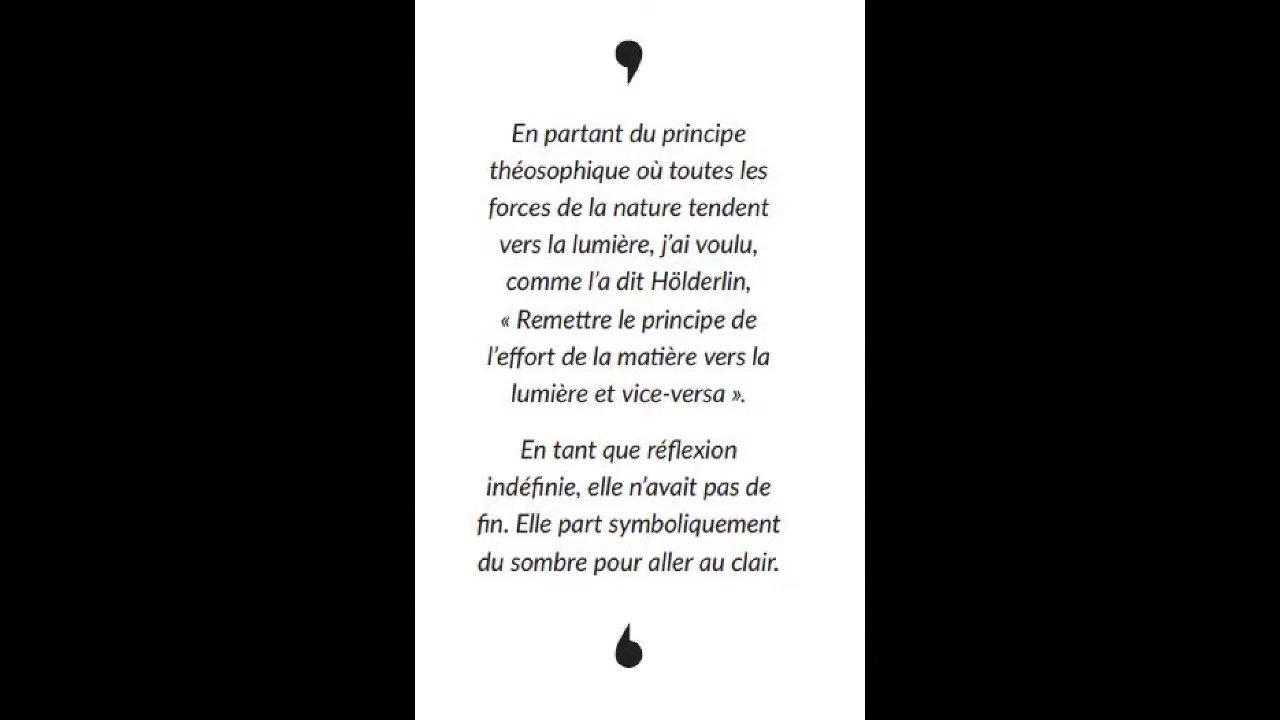 En partant du principe
théosophique où toutes les
forces de la nature tendent
vers la lumière, j’ai voulu,
comme l’a dit Hölderlin,
« Remettre le principe de
l’effort de la matière vers la
lumière et vice-versa ».
En tant que réflexion
indéfinie, elle n’avait pas de
fin. Elle part symboliquement
du sombre pour aller au clair.